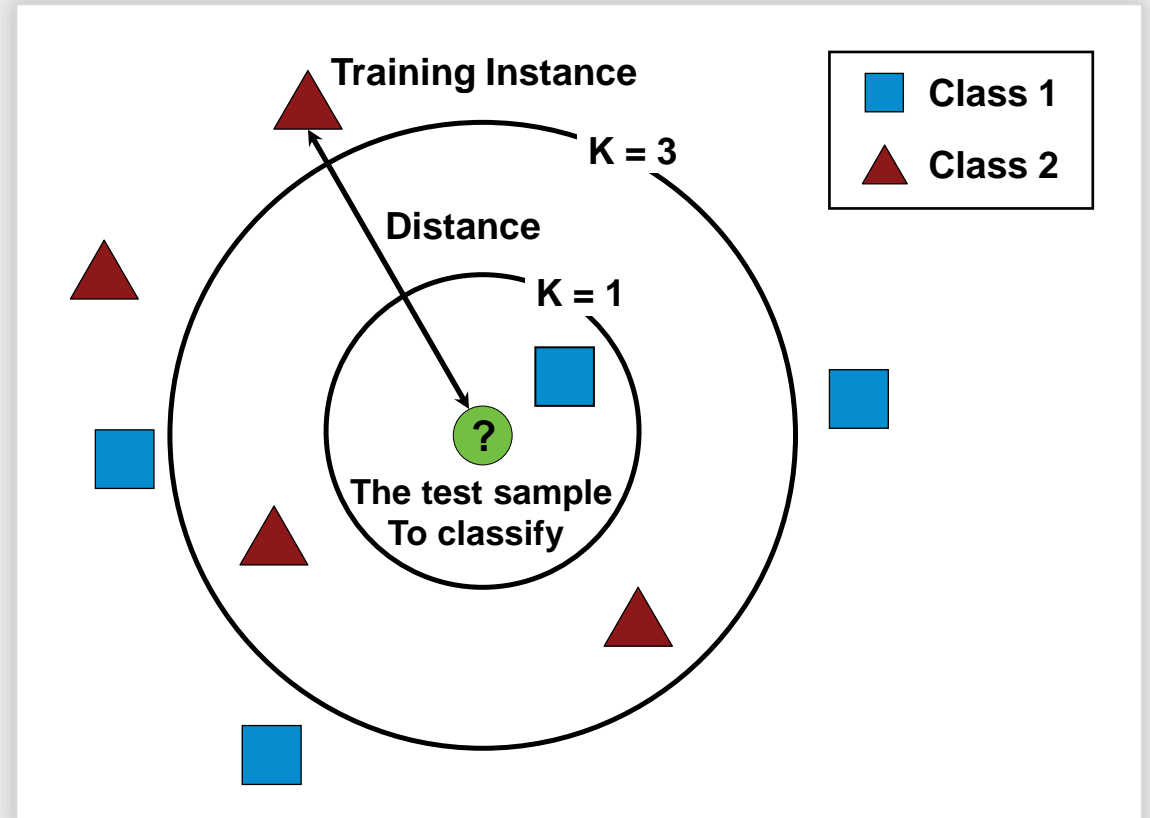 Training Instance
Class 1
K = 3
Class 2
Distance
K = 1
?
The test sample
To classify